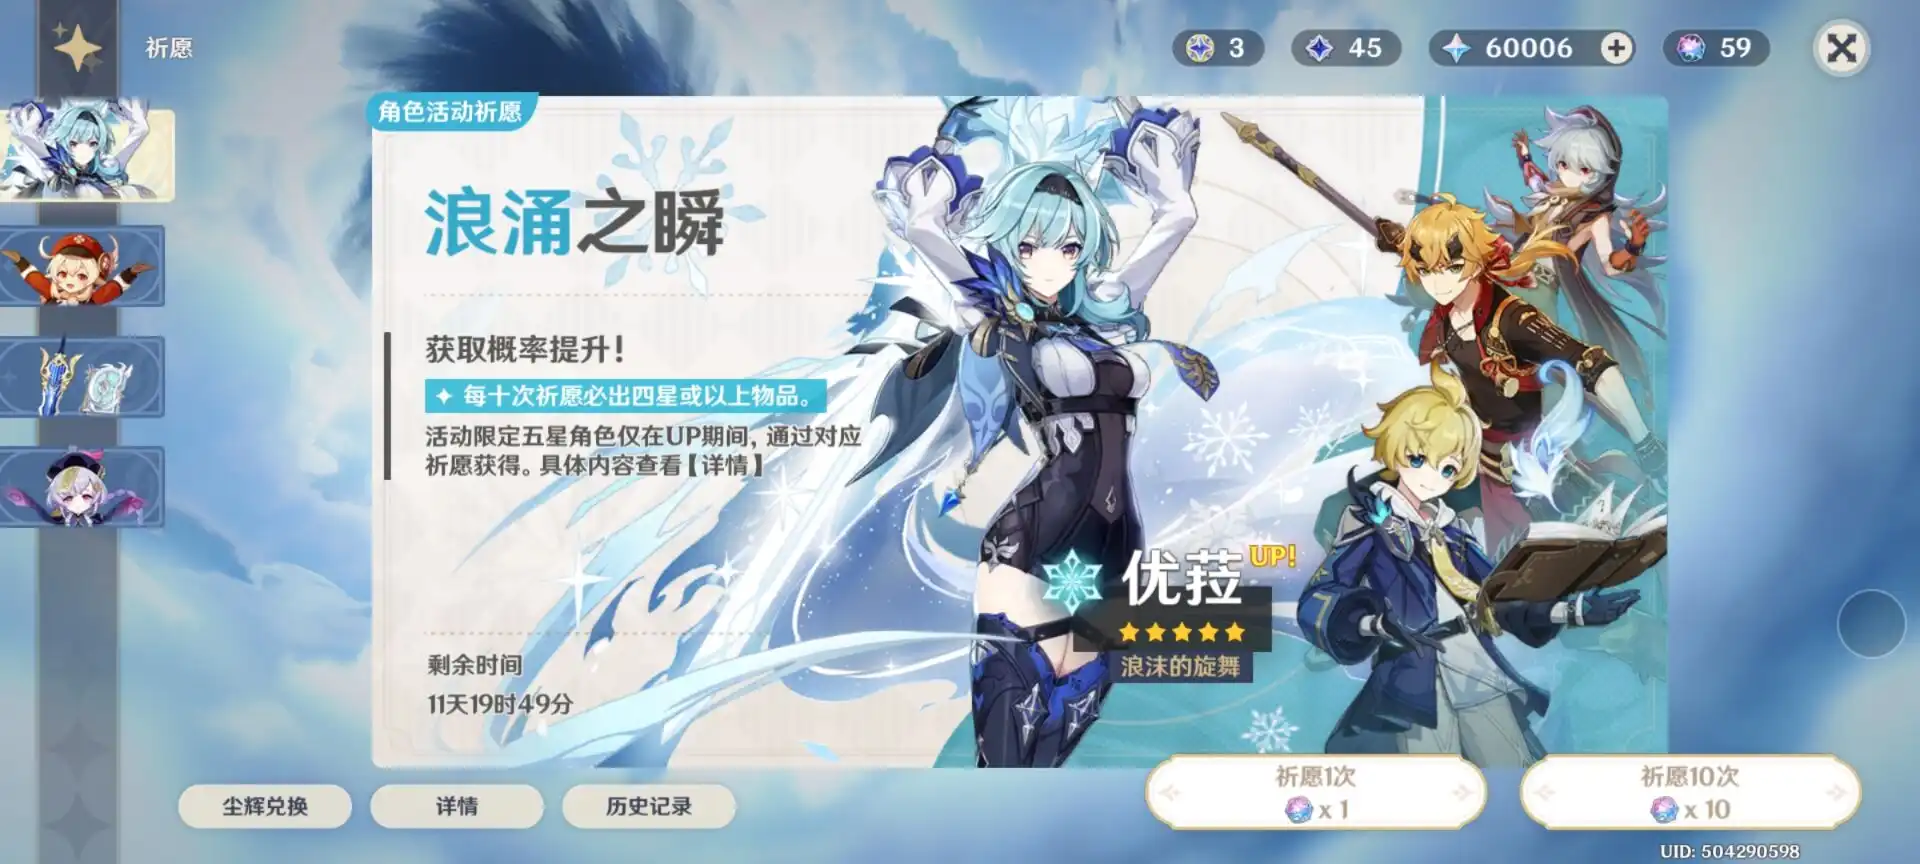 祈愿
3
45
60006
59
角色活动祈愿
浪涌之瞬
获取概率提升!
每十次祈愿必出四星或以上物品。
活动限定五星角色仅在UP期间, 通过对应
祈愿获得。具体内容查看【详情】
优菈 UP!
浪沫的旋舞
剩余时间
11天19时49分
尘辉兑换
详情
历史记录
祈愿1次
x 1
祈愿10次
x 10
UID: 504290598